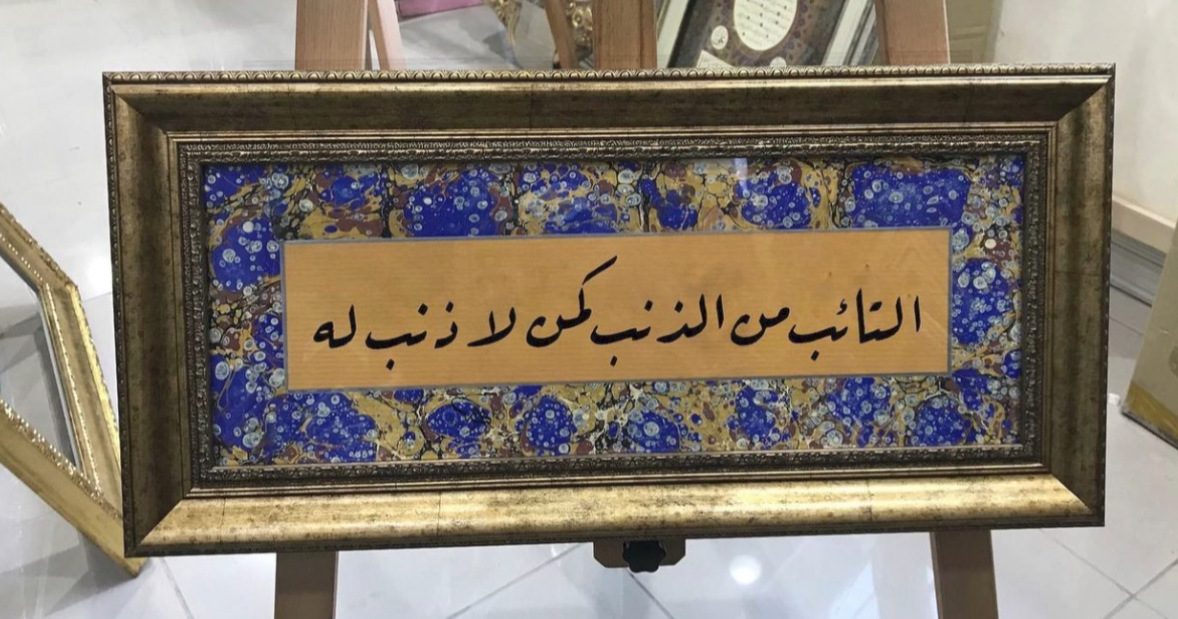 التائب من الذنب كمن لا ذنب له